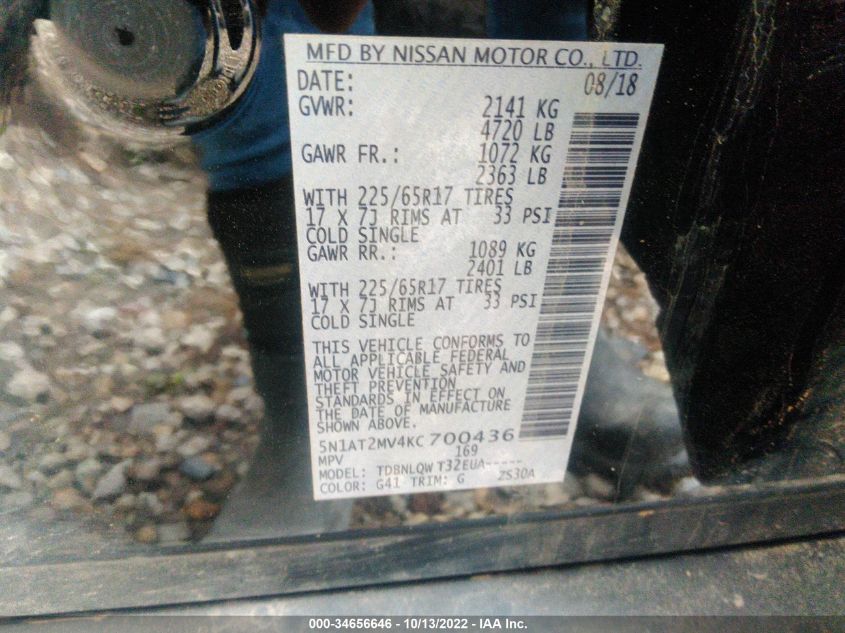 MFD BY NISSAN MOTOR CO., LTD.
DATE: 08/18
GVWR: 2141 KG
4720 LB
GAWR FR.: 1072 KG
2363 LB
WITH 225/65R17 TIRES
17 X 7J RIMS AT 33 PSI
COLD SINGLE
GAWR RR.: 1089 KG
2401 LB
WITH 225/65R17 TIRES
17 X 7J RIMS AT 33 PSI
COLD SINGLE
THIS VEHICLE CONFORMS TO
ALL APPLICABLE FEDERAL
MOTOR VEHICLE SAFETY AND
THEFT PREVENTION
STANDARDS IN EFFECT ON
THE DATE OF MANUFACTURE
SHOWN ABOVE.
5N1AT2MV4KC700436
MPV 169
MODEL: TDBNLQW T32EUA-----
COLOR: G41 TRIM: G ZS30A
000-34656646 - 10/13/2022 - IAA Inc.